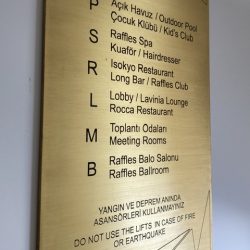 P Açık Havuz / Outdoor Pool
Çocuk Klübü / Kid's Club
S Raffles Spa
Kuaför / Hairdresser
R Isokyo Restaurant
Long Bar / Raffles Club
L Lobby / Lavinia Lounge
Rocca Restaurant
M Toplantı Odaları
Meeting Rooms
B Raffles Balo Salonu
Raffles Ballroom
YANGIN VE DEPREM ANINDA
ASANSÖRLERİ KULLANMAYINIZ
DO NOT USE THE LIFTS IN CASE OF FIRE
OR EARTHQUAKE